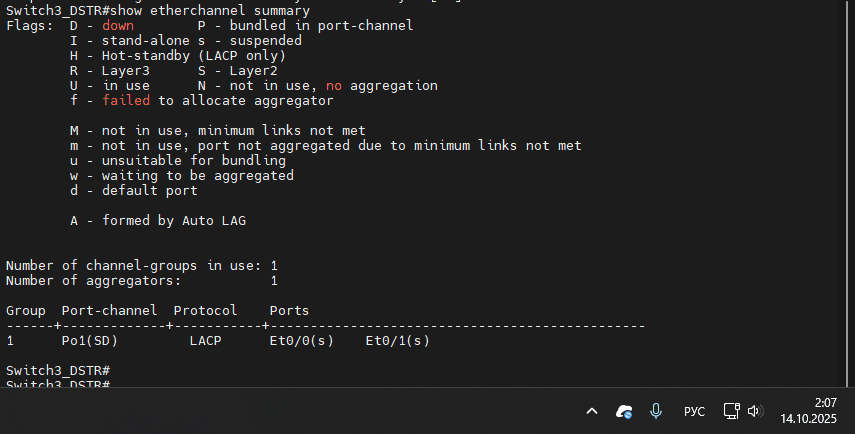 Switch3_DSTR#show etherchannel summary
Flags:  D - down        P - bundled in port-channel
        I - stand-alone s - suspended
        H - Hot-standby (LACP only)
        R - Layer3      S - Layer2
        U - in use      N - not in use, no aggregation
        f - failed to allocate aggregator
        M - not in use, minimum links not met
        m - not in use, port not aggregated due to minimum links not met
        u - unsuitable for bundling
        w - waiting to be aggregated
        d - default port
        A - formed by Auto LAG
Number of channel-groups in use: 1
Number of aggregators:           1
Group  Port-channel  Protocol    Ports
------+-------------+-----------+-----------------------------------------------
1      Po1(SD)         LACP      Et0/0(s)    Et0/1(s)
Switch3_DSTR#
Switch3_DSTR#
РУС
2:07
14.10.2025